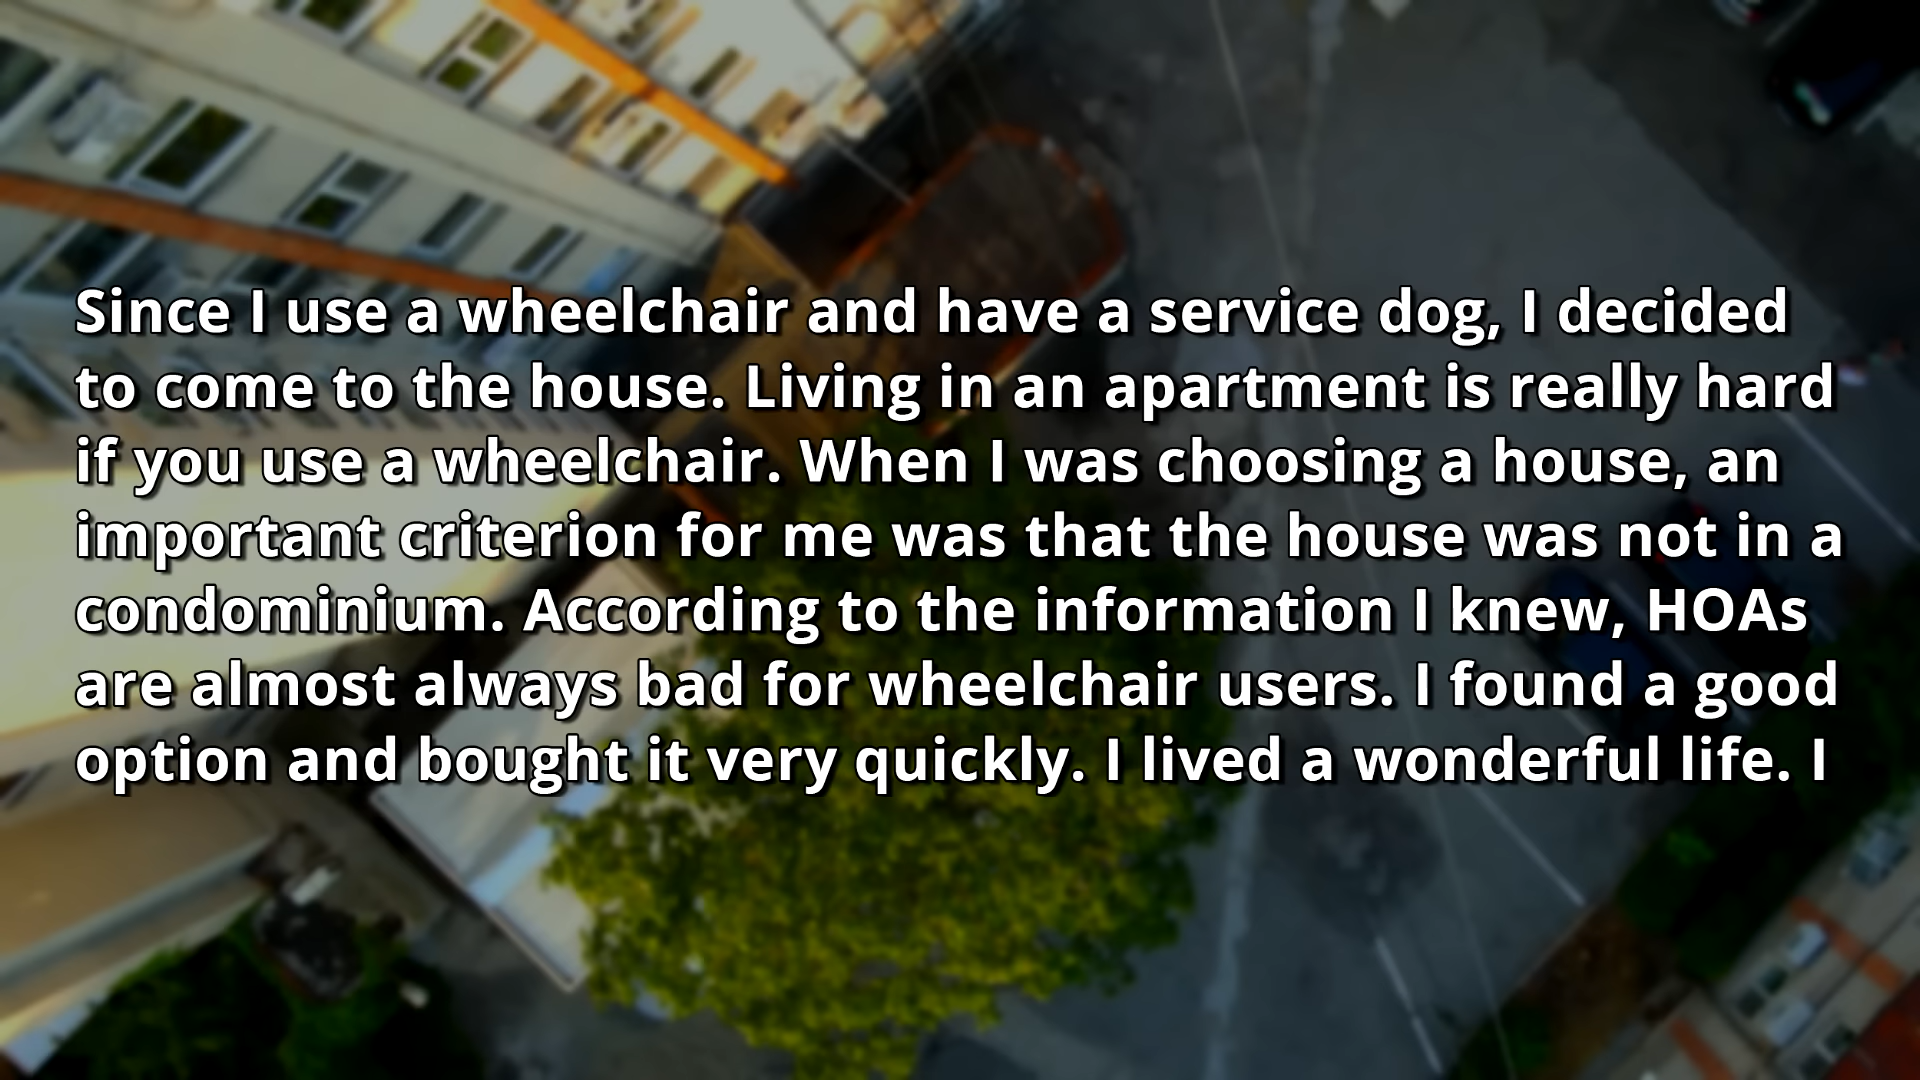 Since I use a wheelchair and have a service dog, I decided
to come to the house. Living in an apartment is really hard
if you use a wheelchair. When I was choosing a house, an
important criterion for me was that the house was not in a
condominium. According to the information I knew, HOAs
are almost always bad for wheelchair users. I found a good
option and bought it very quickly. I lived a wonderful life. I